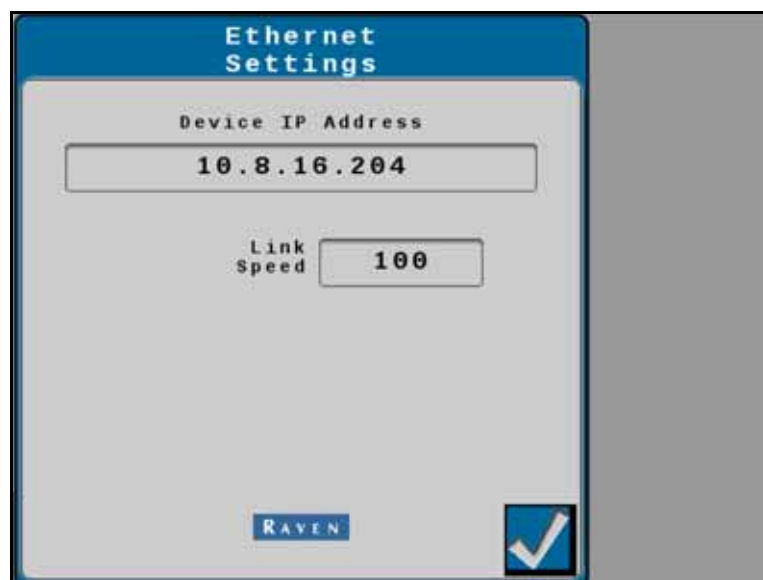 Ethernet
Settings
Device IP Address
10.8.16.204
Link
Speed
100
RAVEN